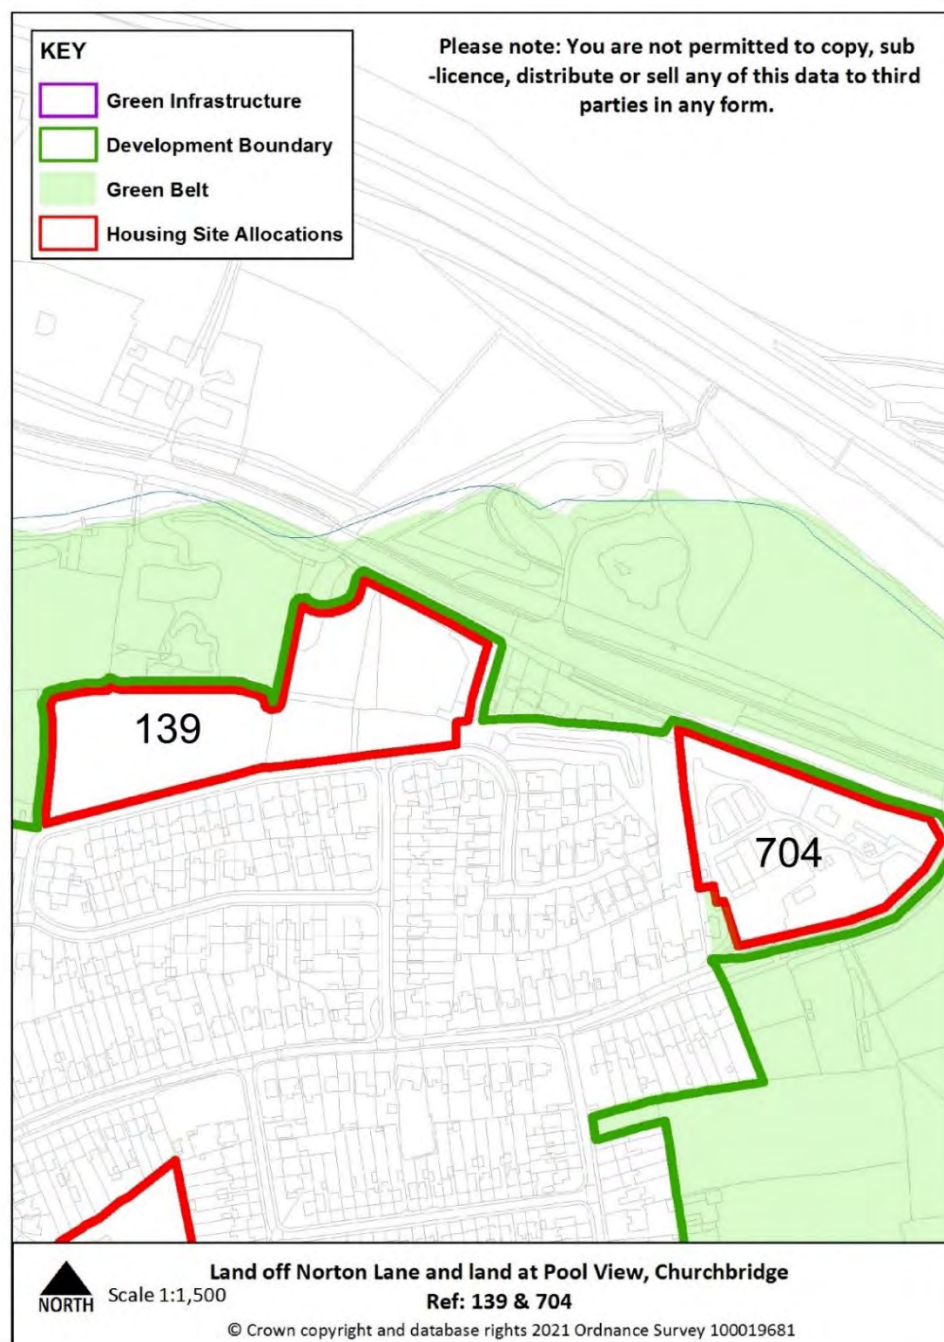 KEY
Green Infrastructure
Development Boundary
Green Belt
Housing Site Allocations
Please note: You are not permitted to copy, sub
-licence, distribute or sell any of this data to third
parties in any form.
139
704
NORTH
Scale 1:1,500
Land off Norton Lane and land at Pool View, Churchbridge
Ref: 139 & 704
© Crown copyright and database rights 2021 Ordnance Survey 100019681